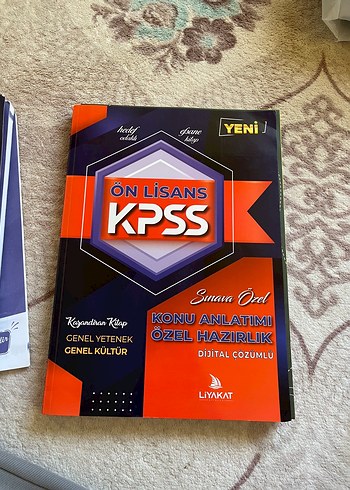 YENİ
hedef
odaklı
efsane
kitap
ÖN LİSANS
KPSS
Sınava Özel
KONU ANLATIMI
ÖZEL HAZIRLIK
DİJİTAL ÇÖZÜMLÜ
Kazandıran Kitap
GENEL YETENEK
GENEL KÜLTÜR
LİYAKAT